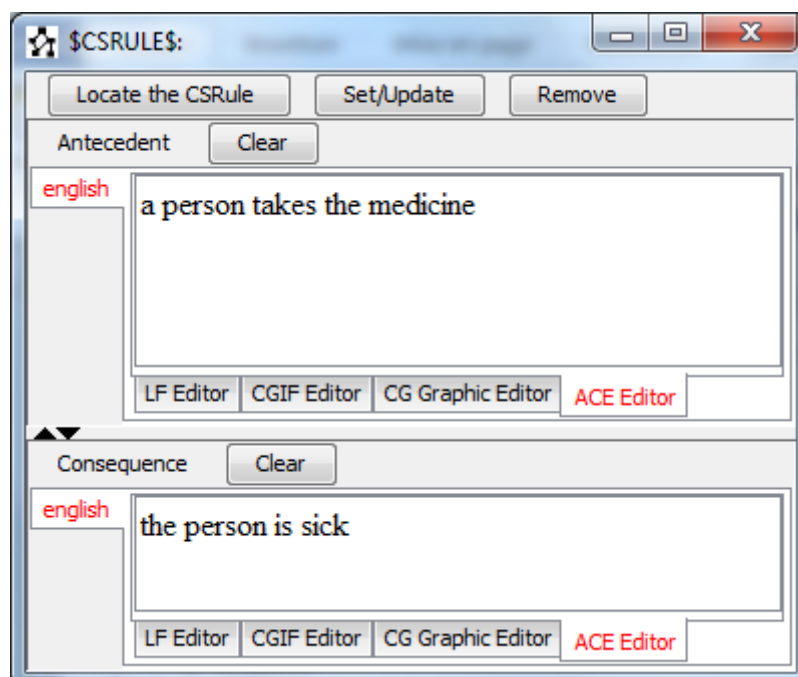 $CSRULE$:
Locate the CSRule Set/Update Remove
Antecedent Clear
english
a person takes the medicine
LF Editor CGIF Editor CG Graphic Editor ACE Editor
Consequence Clear
english
the person is sick
LF Editor CGIF Editor CG Graphic Editor ACE Editor